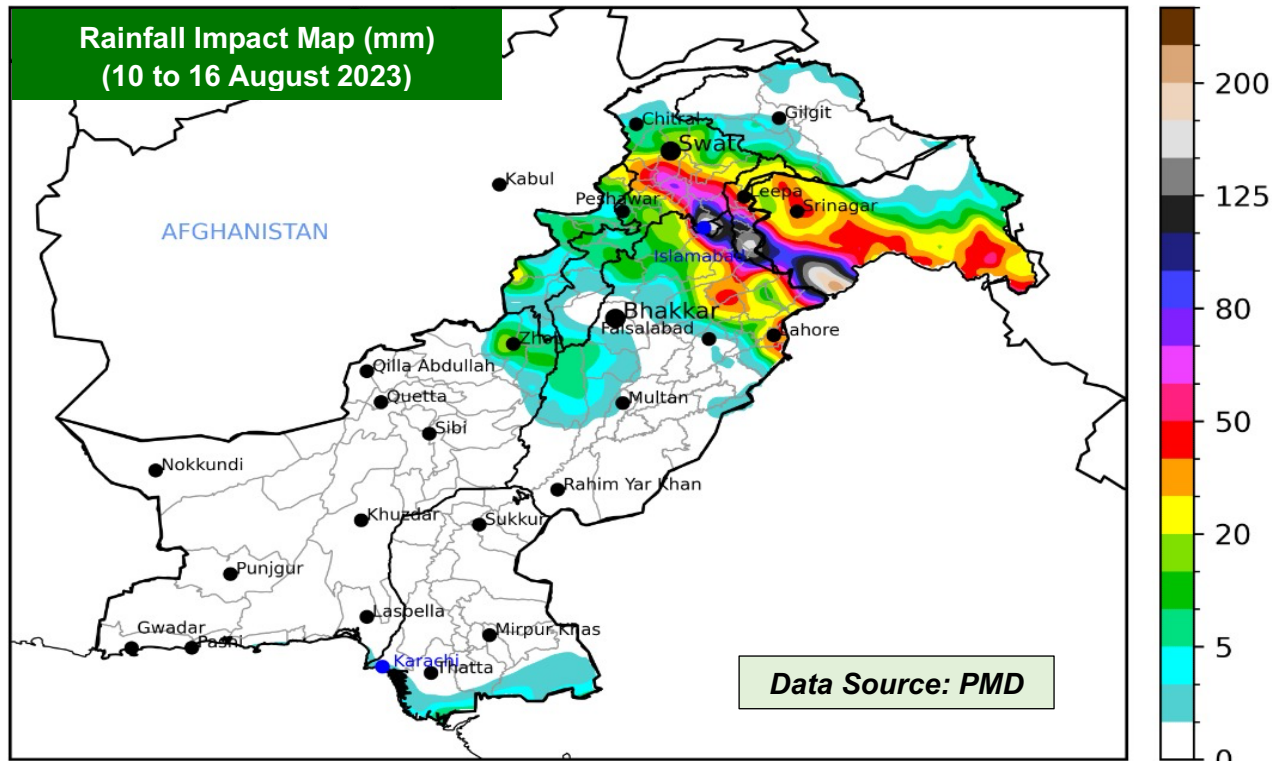 Rainfall Impact Map (mm)
(10 to 16 August 2023)
200
125
80
50
20
5
0
Chitral
Gilgit
Swat
Kabul
Leepa
Peshawar
Srinagar
AFGHANISTAN
Islamabad
Bhakkar
Faisalabad
Lahore
Zhob
Qilla Abdullah
Quetta
Multan
Sibi
Nokkundi
Rahim Yar Khan
Khuzdar
Sukkur
Punjgur
Lasbella
Gwadar
Mirpur Khas
Pasni
Karachi
Thatta
Data Source: PMD